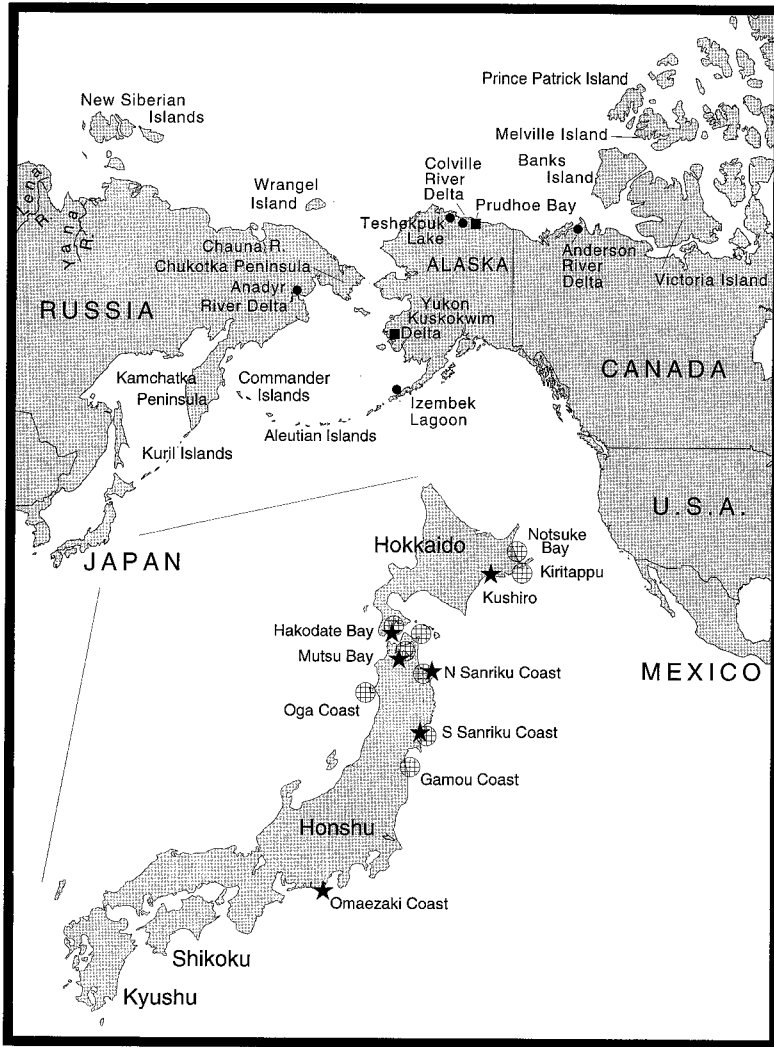 Prince Patrick Island
New Siberian
Islands
Melville Island
Colville
River
Delta
Banks
Island
Wrangel
Island
Prudhoe Bay
Lena
R.
Yana
R.
Teshekpuk
Lake
Chauna R.
Chukotka Peninsula
ALASKA
Anderson
River
Delta
Victoria Island
Anadyr
River Delta
RUSSIA
Yukon
Kuskokwim
Delta
CANADA
Kamchatka
Peninsula
Commander
Islands
Izembek
Lagoon
Aleutian Islands
Kuril Islands
U.S.A.
JAPAN
Hokkaido
Notsuke
Bay
Kiritappu
Kushiro
Hakodate Bay
Mutsu Bay
N Sanriku Coast
MEXICO
Oga Coast
S Sanriku Coast
Gamou Coast
Honshu
Omaezaki Coast
Shikoku
Kyushu